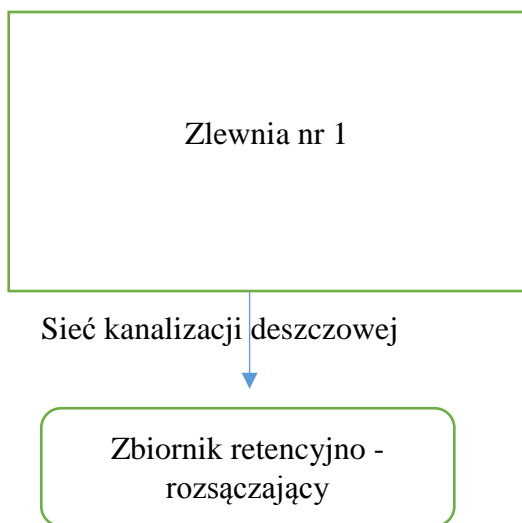 Zlewnia nr 1
Sieć kanalizacji deszczowej
Zbiornik retencyjno -
rozsączający